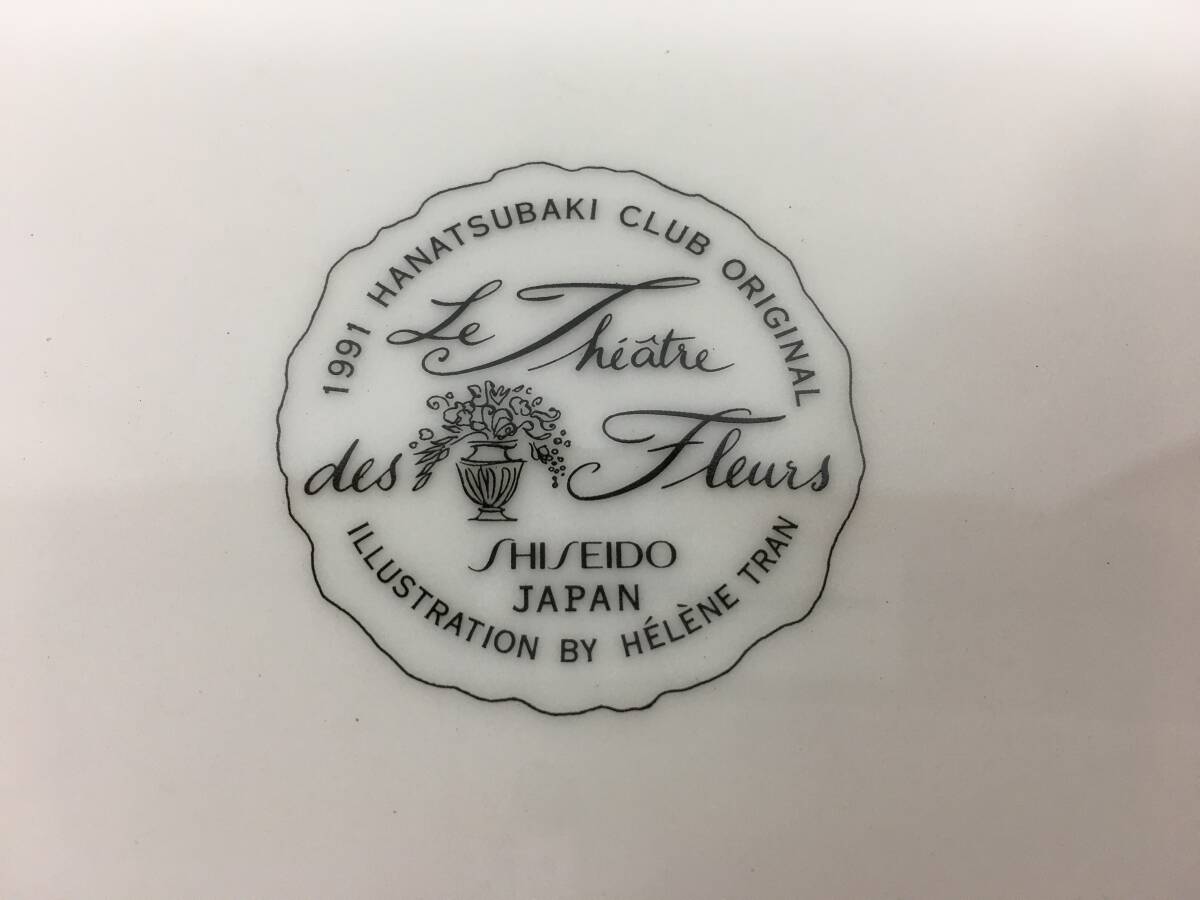 1991 HANATSUBAKI CLUB ORIGINAL
Le Théâtre
des Fleurs
SHISEIDO
JAPAN
ILLUSTRATION BY HÉLÈNE TRAN